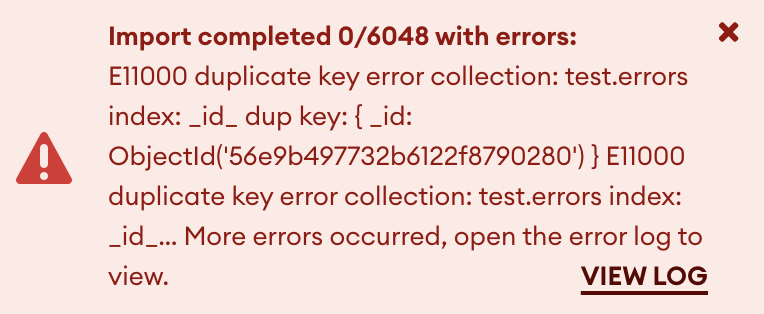 Import completed 0/6048 with errors:
E11000 duplicate key error collection: test.errors
index: _id_ dup key: { _id:
ObjectId('56e9b497732b6122f8790280') } E11000
duplicate key error collection: test.errors index:
_id_... More errors occurred, open the error log to
view.
VIEW LOG